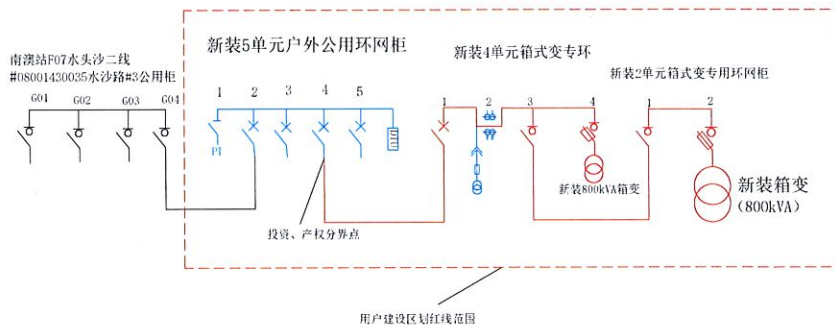 南澳站F07水头沙二线
#08001430035水沙路#3公用柜
G01 G02 G03 G04
新装5单元户外公用环网柜
1 2 3 4 5
PT
投资、产权分界点
新装4单元箱式变专环
1 2 3 4
新装800kVA箱变
新装2单元箱式变专用环网柜
1 2
新装箱变
(800kVA)
用户建设区划红线范围